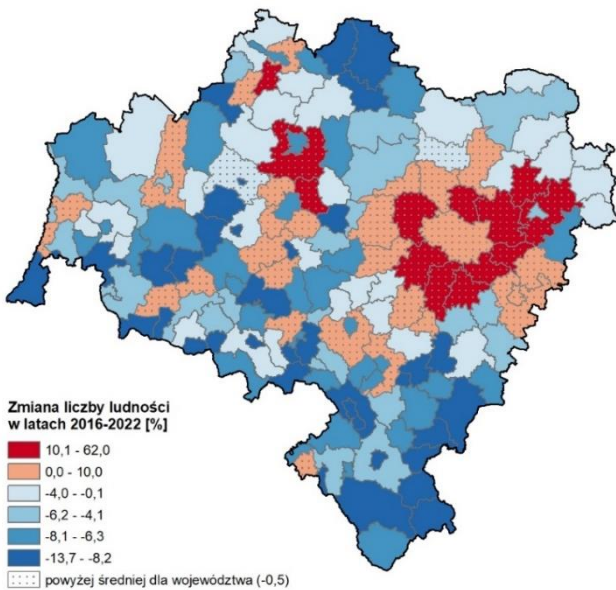 Zmiana liczby ludności
w latach 2016-2022 [%]
10,1 - 62,0
0,0 - 10,0
-4,0 - -0,1
-6,2 - -4,1
-8,1 - -6,3
-13,7 - -8,2
powyżej średniej dla województwa (-0,5)